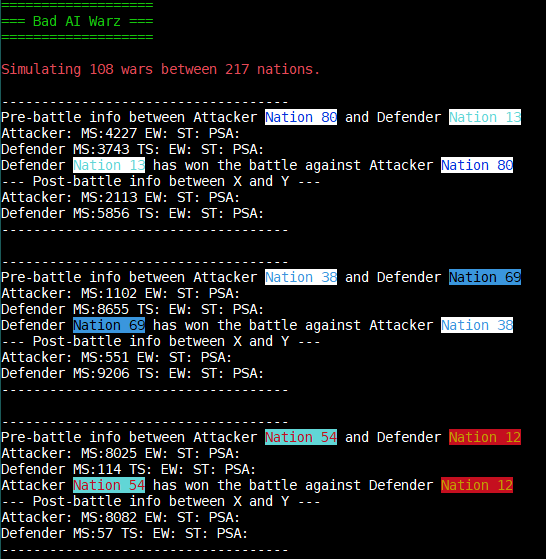 ===================
=== Bad AI Warz ===
===================
Simulating 108 wars between 217 nations.
------------------------------------
Pre-battle info between Attacker Nation 80 and Defender Nation 13
Attacker: MS:4227 EW: ST: PSA:
Defender MS:3743 TS: EW: ST: PSA:
Defender Nation 13 has won the battle against Attacker Nation 80
--- Post-battle info between X and Y ---
Attacker: MS:2113 EW: ST: PSA:
Defender MS:5856 TS: EW: ST: PSA:
------------------------------------
------------------------------------
Pre-battle info between Attacker Nation 38 and Defender Nation 69
Attacker: MS:1102 EW: ST: PSA:
Defender MS:8655 TS: EW: ST: PSA:
Defender Nation 69 has won the battle against Attacker Nation 38
--- Post-battle info between X and Y ---
Attacker: MS:551 EW: ST: PSA:
Defender MS:9206 TS: EW: ST: PSA:
------------------------------------
------------------------------------
Pre-battle info between Attacker Nation 54 and Defender Nation 12
Attacker: MS:8025 EW: ST: PSA:
Defender MS:114 TS: EW: ST: PSA:
Attacker Nation 54 has won the battle against Defender Nation 12
--- Post-battle info between X and Y ---
Attacker: MS:8082 EW: ST: PSA:
Defender MS:57 TS: EW: ST: PSA:
------------------------------------